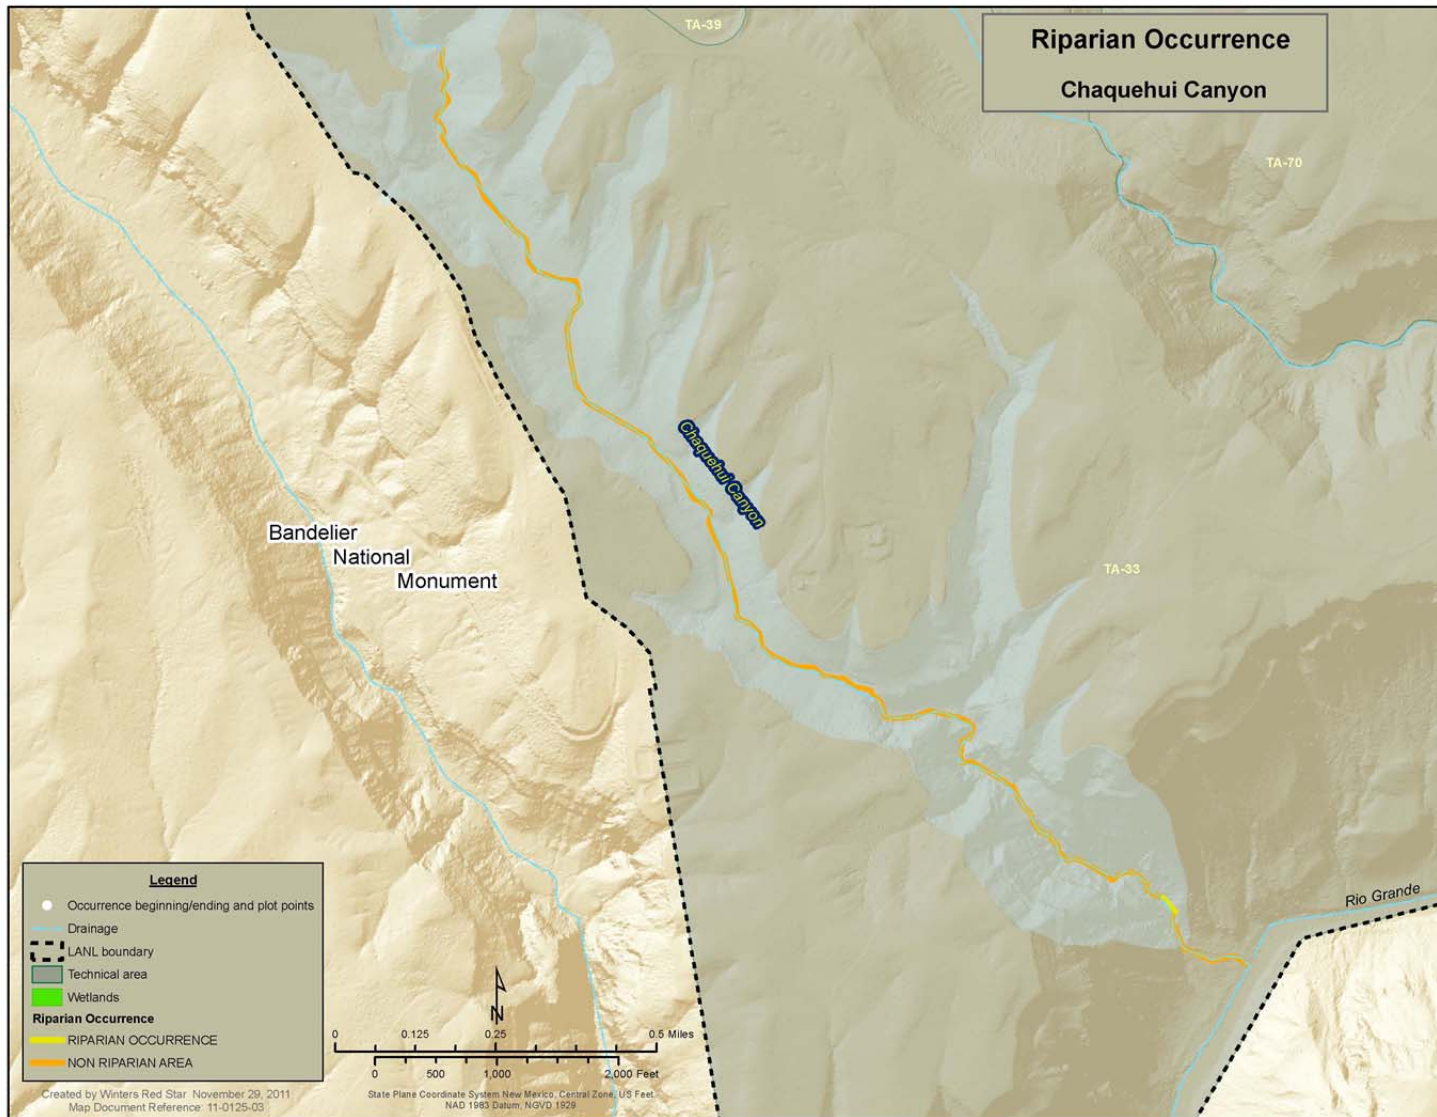 TA-39
Riparian Occurrence
Chaquehui Canyon
TA-70
Chaquehui Canyon
Bandelier
National
Monument
TA-33
Rio Grande
Legend
Occurrence beginning/ending and plot points
Drainage
LANL boundary
Technical area
Wetlands
Riparian Occurrence
RIPARIAN OCCURRENCE
NON RIPARIAN AREA
N
0 0.125 0.25 0.5 Miles
0 500 1,000 2,000 Feet
State Plane Coordinate System New Mexico, Central Zone, US Feet
NAD 1983 Datum, NGVD 1929
Created by Winters Red Star November 29, 2011
Map Document Reference: 11-0125-03